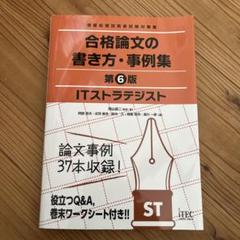 情報処理技術者試験対策書
合格論文の
書き方・事例集
第6版
ITストラテジスト
論文事例
37本収録!
役立つQ&A、
巻末ワークシート付き!!
ST
iTEC